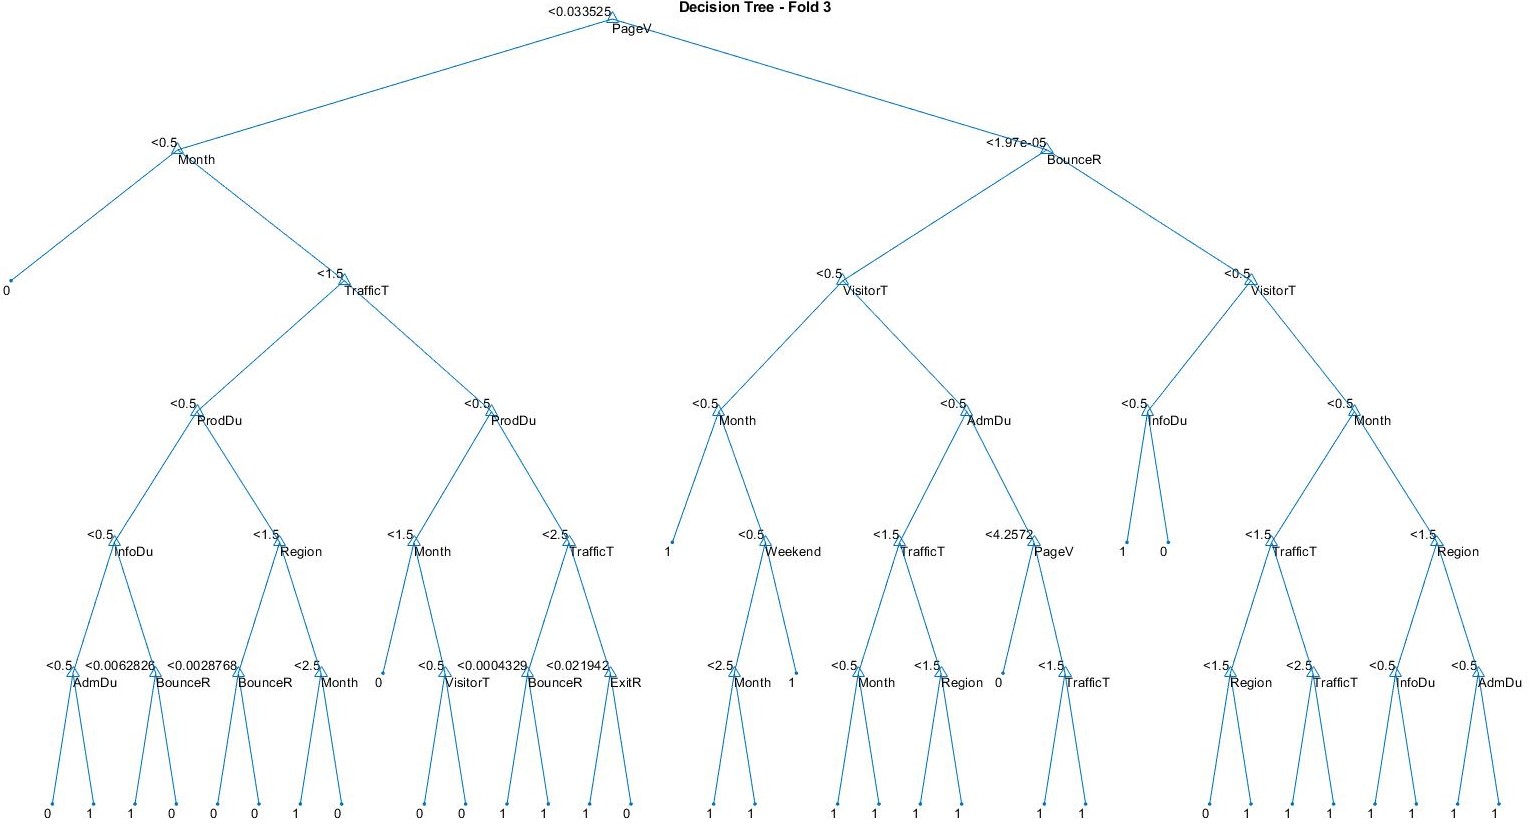 Decision Tree - Fold 3
<0.033525 PageV
<0.5 Month
<1.97e-05 BounceR
0
<1.5 TrafficT
<0.5 VisitorT
<0.5 VisitorT
<0.5 ProdDu
<0.5 ProdDu
<0.5 Month
<0.5 AdmDu
<0.5 InfoDu
<0.5 Month
<0.5 InfoDu
<1.5 Region
<1.5 Month
<2.5 TrafficT
1
<0.5 Weekend
<1.5 TrafficT
<4.2572 PageV
1
0
<1.5 TrafficT
<1.5 Region
<0.5 AdmDu
<0.0062826 BounceR
<0.0028768 BounceR
<2.5 Month
0
<0.5 VisitorT
<0.0004329 BounceR
<0.021942 ExitR
<2.5 Month
1
<0.5 Month
<1.5 Region
0
<1.5 TrafficT
<1.5 Region
<2.5 TrafficT
<0.5 InfoDu
<0.5 AdmDu
0 1 1 0 0 0 1 0 0 0 1 1 1 0 1 1 1 1 1 1 1 1 0 1 1 1 1 1 1 1